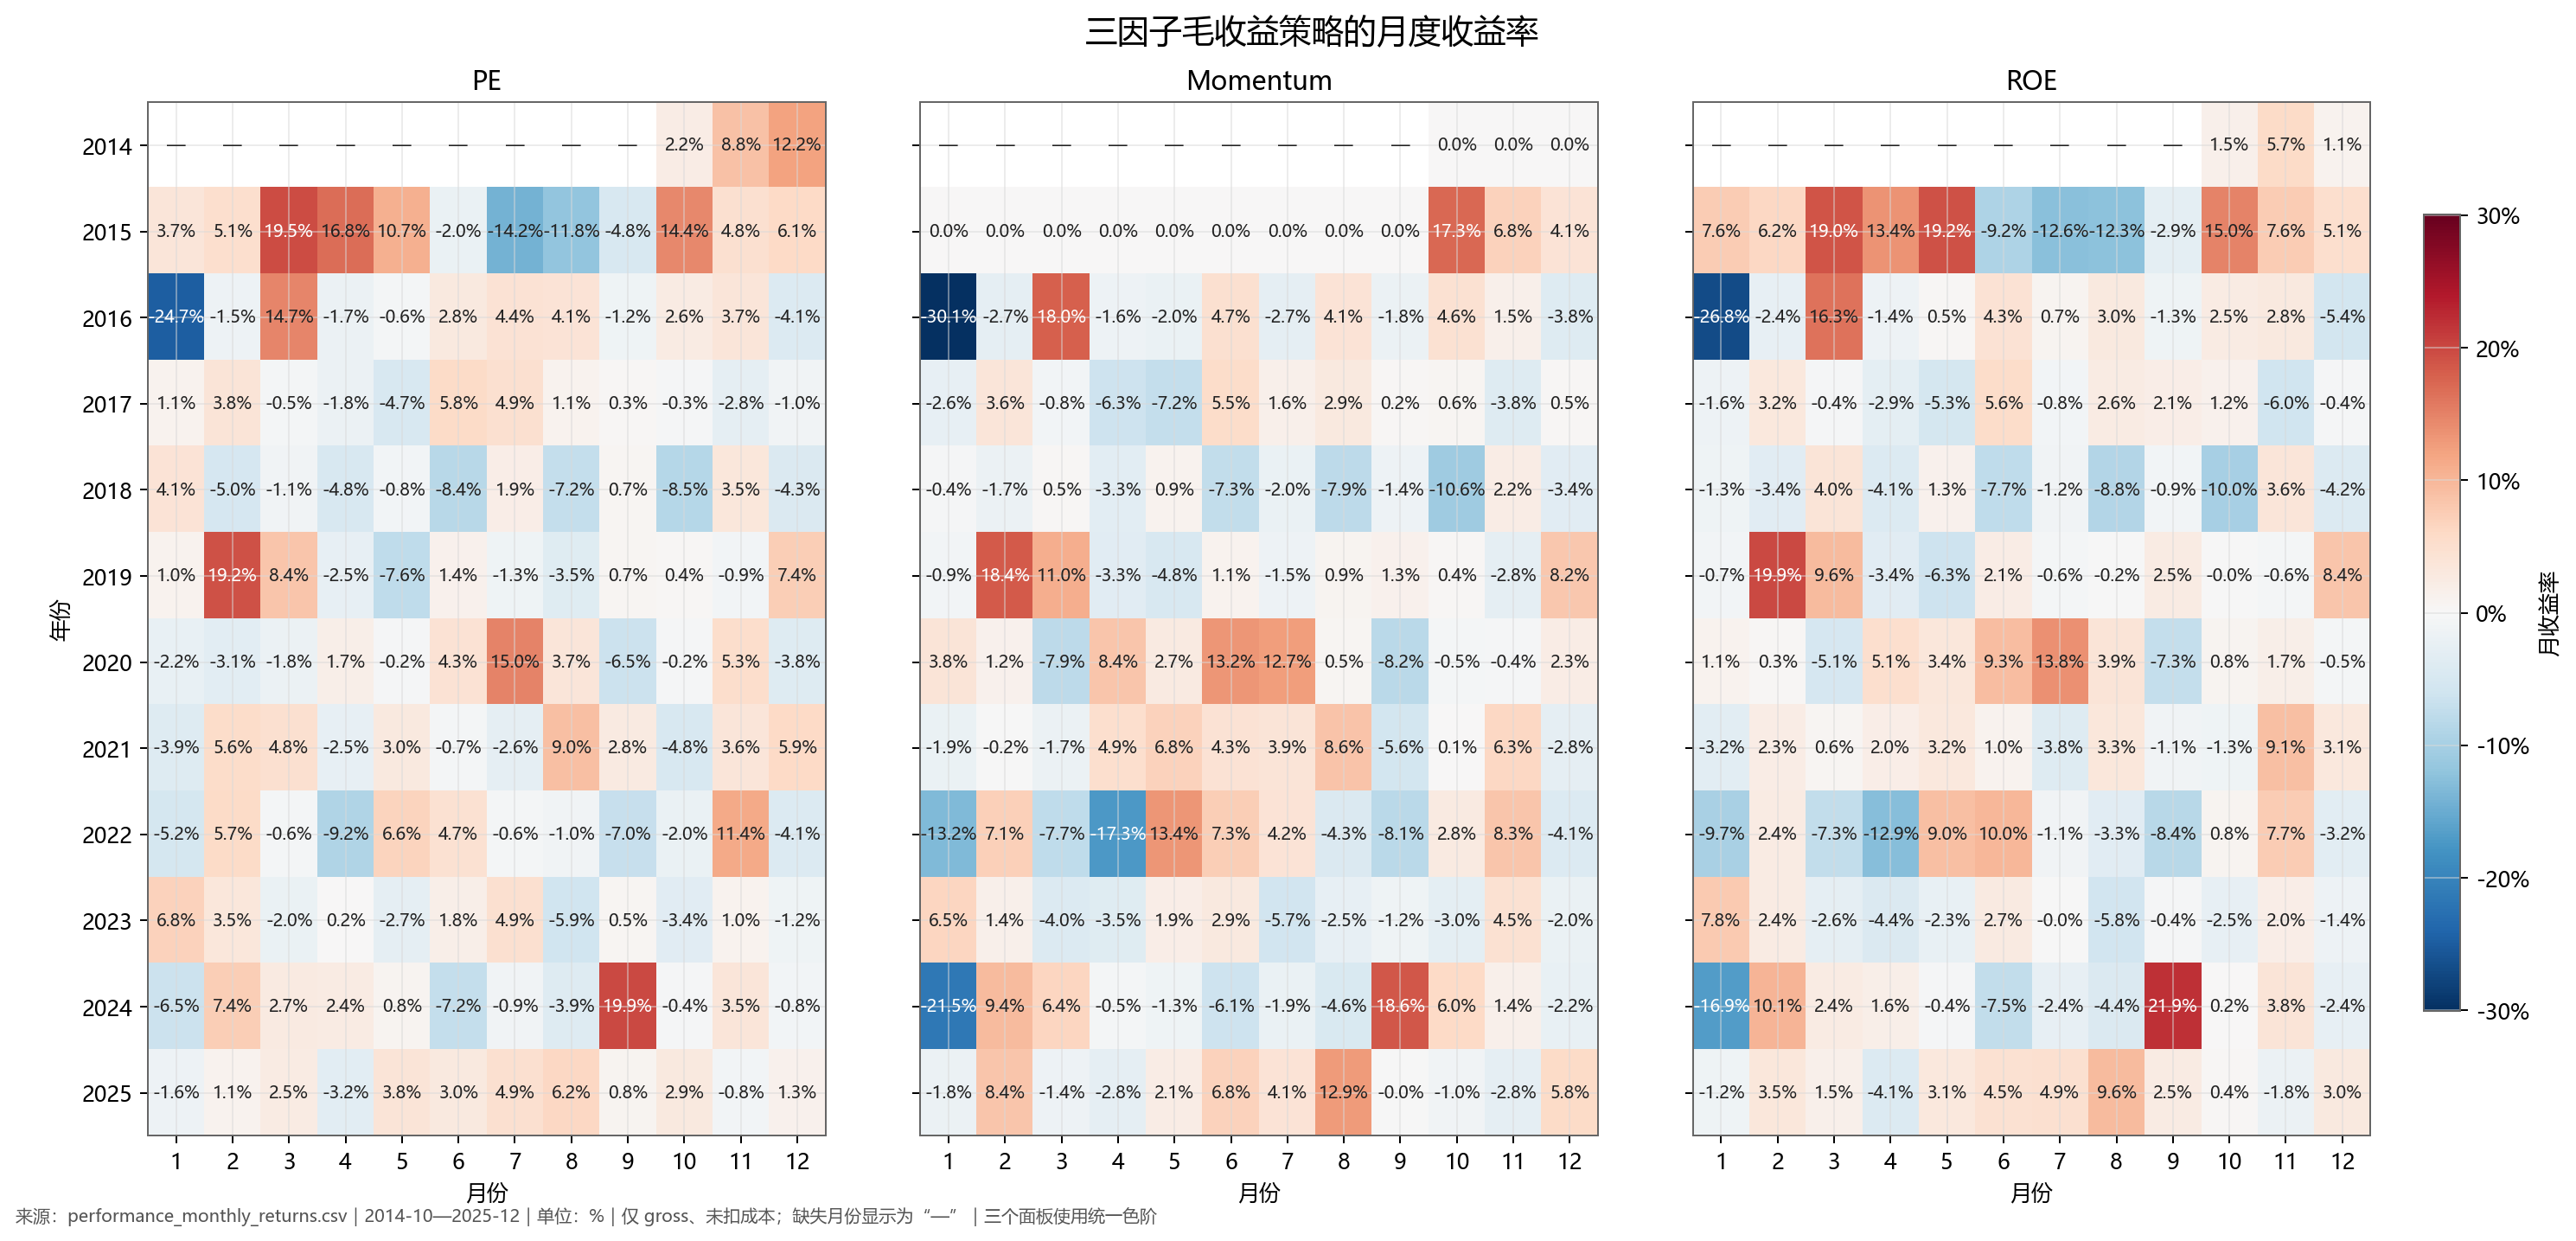 三因子毛收益策略的月度收益率
PE Momentum ROE
2014 — — — — — — — — — 2.2% 8.8% 12.2% — — — — — — — — — 0.0% 0.0% 0.0% — — — — — — — — — 1.5% 5.7% 1.1%
2015 3.7% 5.1% 19.5% 16.8% 10.7% -2.0% -14.2% -11.8% -4.8% 14.4% 4.8% 6.1% 0.0% 0.0% 0.0% 0.0% 0.0% 0.0% 0.0% 0.0% 0.0% 17.3% 6.8% 4.1% 7.6% 6.2% 19.0% 13.4% 19.2% -9.2% -12.6% -12.3% -2.9% 15.0% 7.6% 5.1%
2016 -24.7% -1.5% 14.7% -1.7% -0.6% 2.8% 4.4% 4.1% -1.2% 2.6% 3.7% -4.1% -30.1% -2.7% 18.0% -1.6% -2.0% 4.7% -2.7% 4.1% -1.8% 4.6% 1.5% -3.8% -26.8% -2.4% 16.3% -1.4% 0.5% 4.3% 0.7% 3.0% -1.3% 2.5% 2.8% -5.4%
2017 1.1% 3.8% -0.5% -1.8% -4.7% 5.8% 4.9% 1.1% 0.3% -0.3% -2.8% -1.0% -2.6% 3.6% -0.8% -6.3% -7.2% 5.5% 1.6% 2.9% 0.2% 0.6% -3.8% 0.5% -1.6% 3.2% -0.4% -2.9% -5.3% 5.6% -0.8% 2.6% 2.1% 1.2% -6.0% -0.4%
2018 4.1% -5.0% -1.1% -4.8% -0.8% -8.4% 1.9% -7.2% 0.7% -8.5% 3.5% -4.3% -0.4% -1.7% 0.5% -3.3% 0.9% -7.3% -2.0% -7.9% -1.4% -10.6% 2.2% -3.4% -1.3% -3.4% 4.0% -4.1% 1.3% -7.7% -1.2% -8.8% -0.9% -10.0% 3.6% -4.2%
2019 1.0% 19.2% 8.4% -2.5% -7.6% 1.4% -1.3% -3.5% 0.7% 0.4% -0.9% 7.4% -0.9% 18.4% 11.0% -3.3% -4.8% 1.1% -1.5% 0.9% 1.3% 0.4% -2.8% 8.2% -0.7% 19.9% 9.6% -3.4% -6.3% 2.1% -0.6% -0.2% 2.5% -0.0% -0.6% 8.4%
2020 -2.2% -3.1% -1.8% 1.7% -0.2% 4.3% 15.0% 3.7% -6.5% -0.2% 5.3% -3.8% 3.8% 1.2% -7.9% 8.4% 2.7% 13.2% 12.7% 0.5% -8.2% -0.5% -0.4% 2.3% 1.1% 0.3% -5.1% 5.1% 3.4% 9.3% 13.8% 3.9% -7.3% 0.8% 1.7% -0.5%
2021 -3.9% 5.6% 4.8% -2.5% 3.0% -0.7% -2.6% 9.0% 2.8% -4.8% 3.6% 5.9% -1.9% -0.2% -1.7% 4.9% 6.8% 4.3% 3.9% 8.6% -5.6% 0.1% 6.3% -2.8% -3.2% 2.3% 0.6% 2.0% 3.2% 1.0% -3.8% 3.3% -1.1% -1.3% 9.1% 3.1%
2022 -5.2% 5.7% -0.6% -9.2% 6.6% 4.7% -0.6% -1.0% -7.0% -2.0% 11.4% -4.1% -13.2% 7.1% -7.7% -17.3% 13.4% 7.3% 4.2% -4.3% -8.1% 2.8% 8.3% -4.1% -9.7% 2.4% -7.3% -12.9% 9.0% 10.0% -1.1% -3.3% -8.4% 0.8% 7.7% -3.2%
2023 6.8% 3.5% -2.0% 0.2% -2.7% 1.8% 4.9% -5.9% 0.5% -3.4% 1.0% -1.2% 6.5% 1.4% -4.0% -3.5% 1.9% 2.9% -5.7% -2.5% -1.2% -3.0% 4.5% -2.0% 7.8% 2.4% -2.6% -4.4% -2.3% 2.7% -0.0% -5.8% -0.4% -2.5% 2.0% -1.4%
2024 -6.5% 7.4% 2.7% 2.4% 0.8% -7.2% -0.9% -3.9% 19.9% -0.4% 3.5% -0.8% -21.5% 9.4% 6.4% -0.5% -1.3% -6.1% -1.9% -4.6% 18.6% 6.0% 1.4% -2.2% -16.9% 10.1% 2.4% 1.6% -0.4% -7.5% -2.4% -4.4% 21.9% 0.2% 3.8% -2.4%
2025 -1.6% 1.1% 2.5% -3.2% 3.8% 3.0% 4.9% 6.2% 0.8% 2.9% -0.8% 1.3% -1.8% 8.4% -1.4% -2.8% 2.1% 6.8% 4.1% 12.9% -0.0% -1.0% -2.8% 5.8% -1.2% 3.5% 1.5% -4.1% 3.1% 4.5% 4.9% 9.6% 2.5% 0.4% -1.8% 3.0%
1 2 3 4 5 6 7 8 9 10 11 12 1 2 3 4 5 6 7 8 9 10 11 12 1 2 3 4 5 6 7 8 9 10 11 12
月份 月份 月份
年份
30%
20%
10%
0%
-10%
-20%
-30%
月收益率
来源：performance_monthly_returns.csv | 2014-10—2025-12 | 单位：% | 仅 gross、未扣成本；缺失月份显示为“—” | 三个面板使用统一色阶